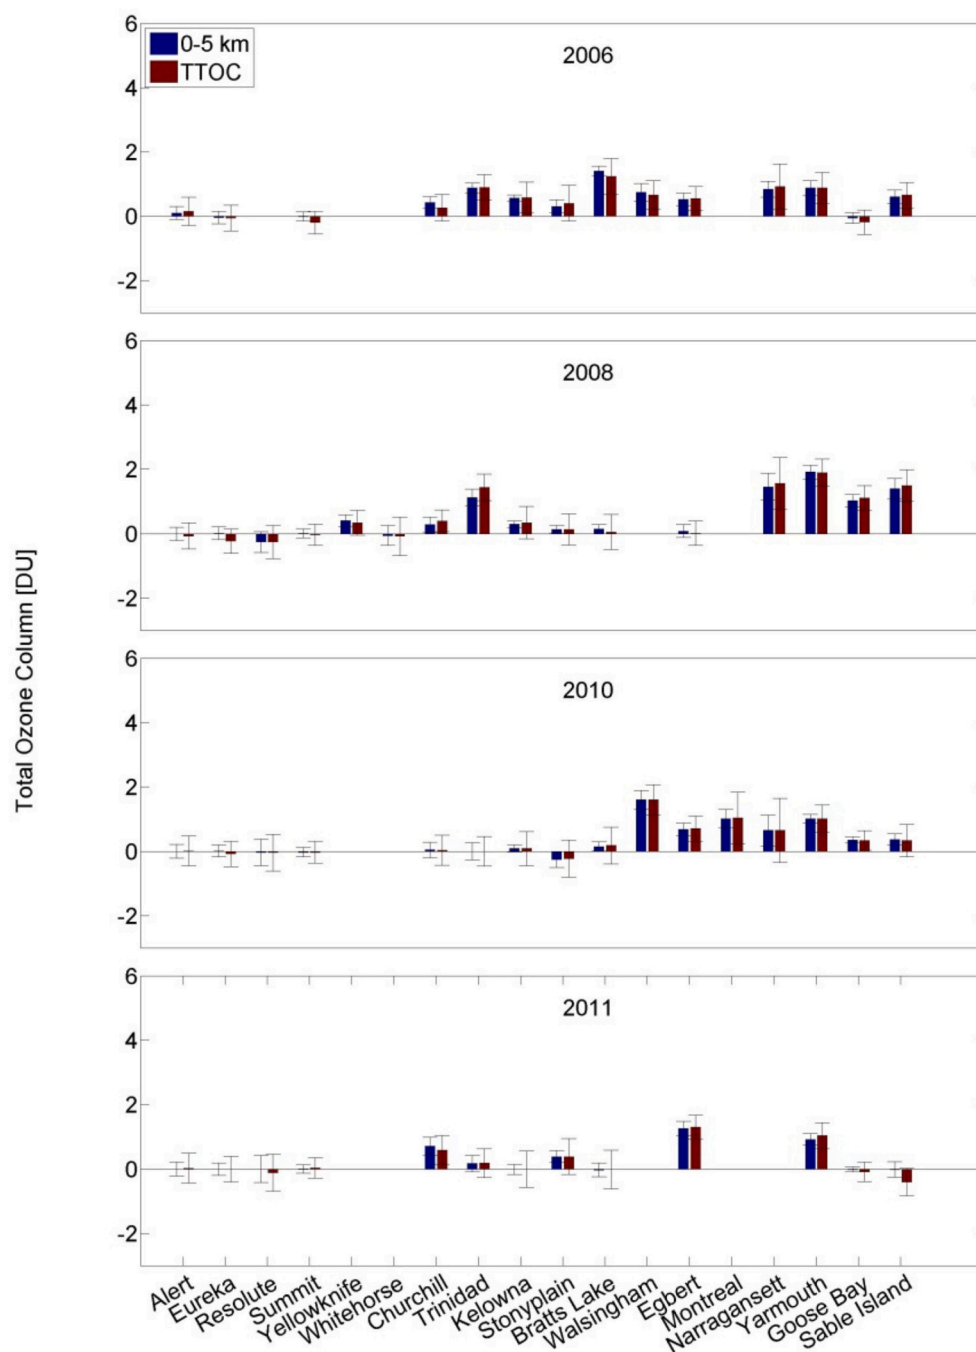 6
0-5 km
TTOC
2006
4
2
0
-2
6
2008
4
2
0
-2
Total Ozone Column [DU]
6
2010
4
2
0
-2
6
2011
4
2
0
-2
Alert
Eureka
Resolute
Summit
Yellowknife
Whitehorse
Churchill
Trinidad
Kelowna
Stonyplain
Bratts Lake
Walsingham
Egbert
Montreal
Narragansett
Yarmouth
Goose Bay
Sable Island